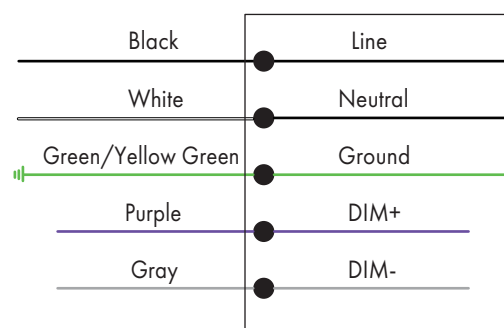 Black Line
White Neutral
Green/Yellow Green Ground
Purple DIM+
Gray DIM-